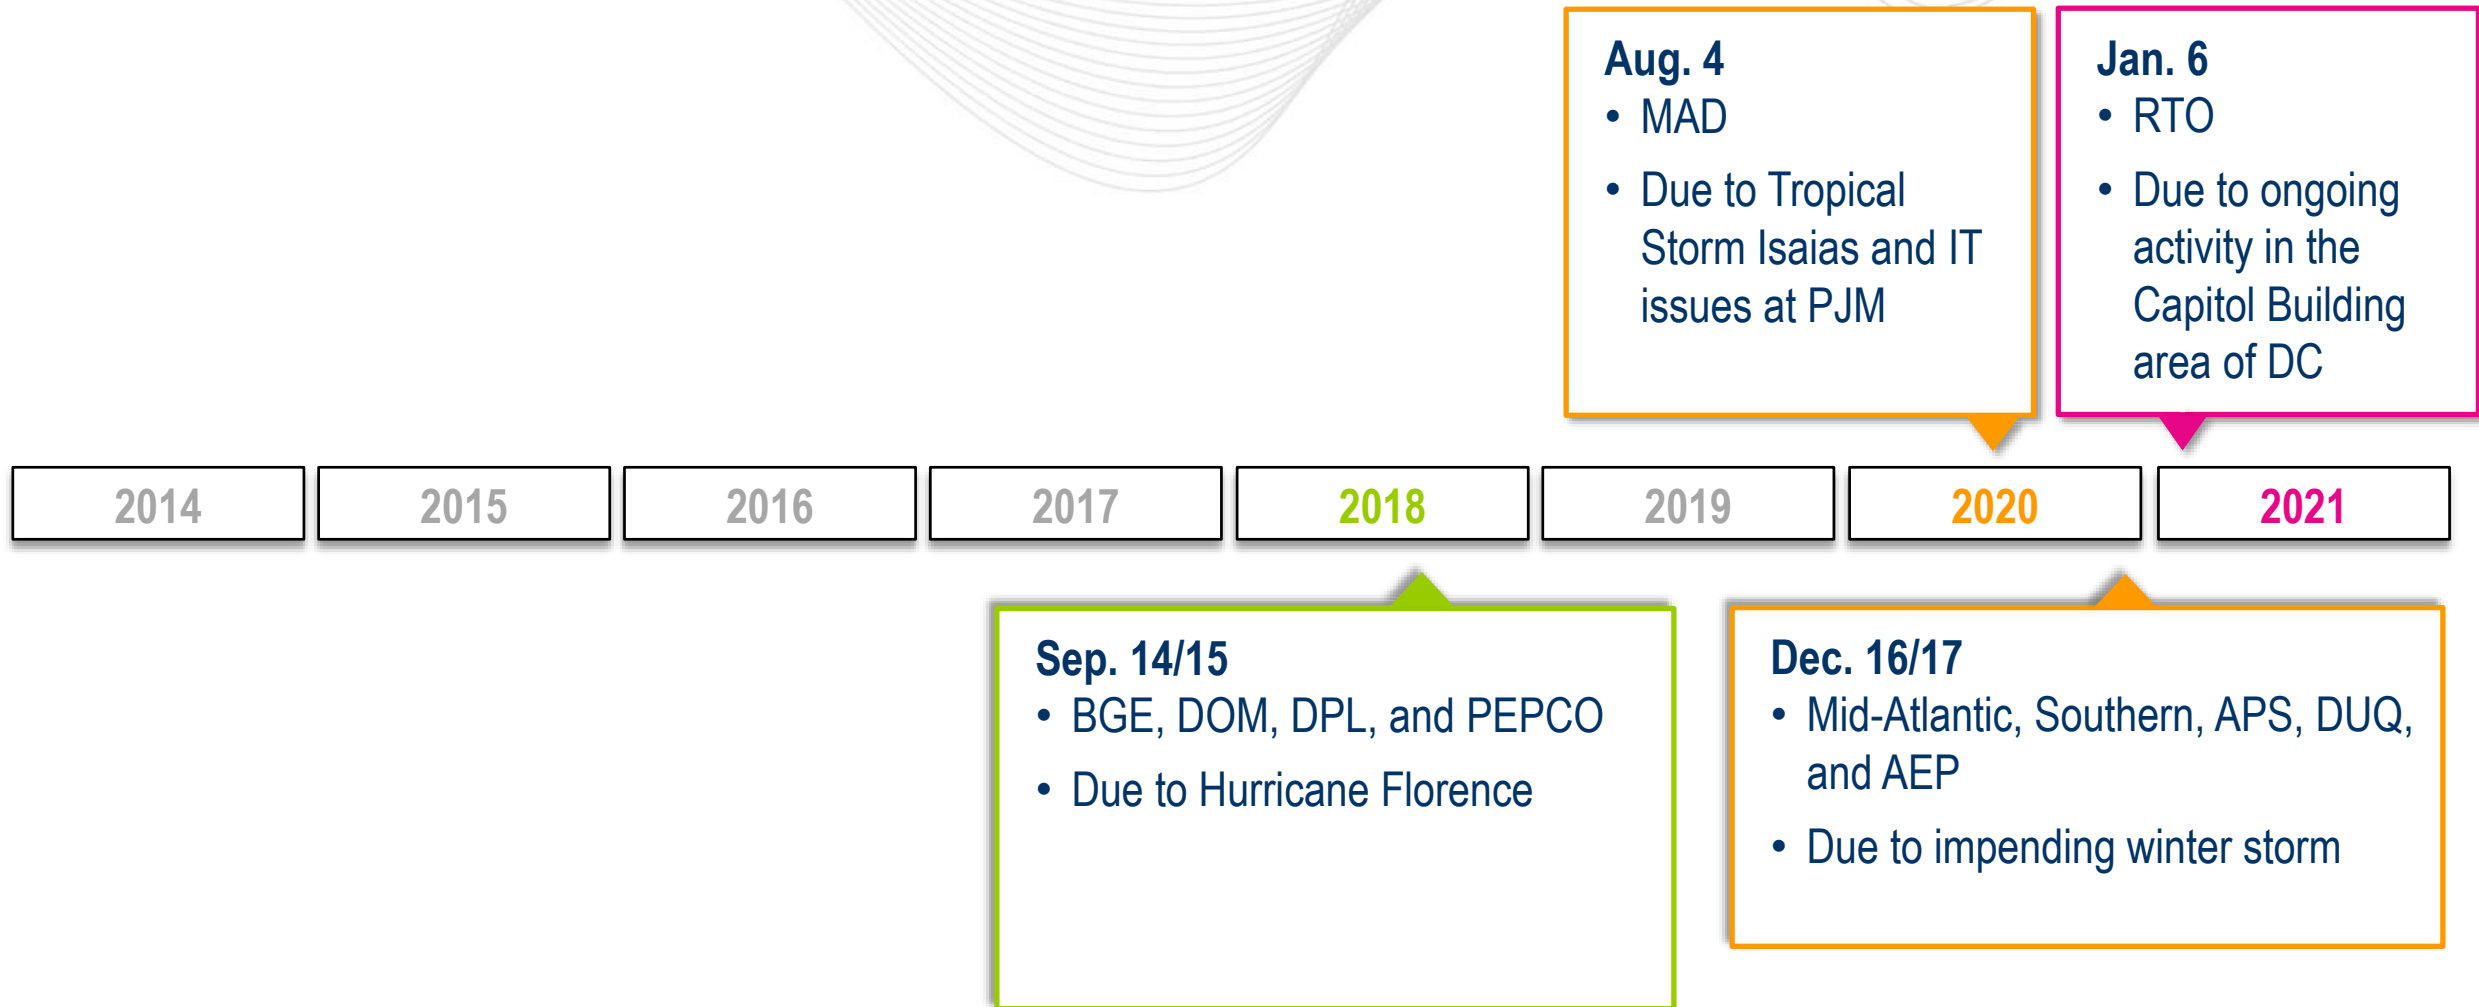 Aug. 4
• MAD
• Due to Tropical
Storm Isaias and IT
issues at PJM
Jan. 6
• RTO
• Due to ongoing
activity in the
Capitol Building
area of DC
2014
2015
2016
2017
2018
2019
2020
2021
Sep. 14/15
• BGE, DOM, DPL, and PEPCO
• Due to Hurricane Florence
Dec. 16/17
• Mid-Atlantic, Southern, APS, DUQ,
and AEP
• Due to impending winter storm